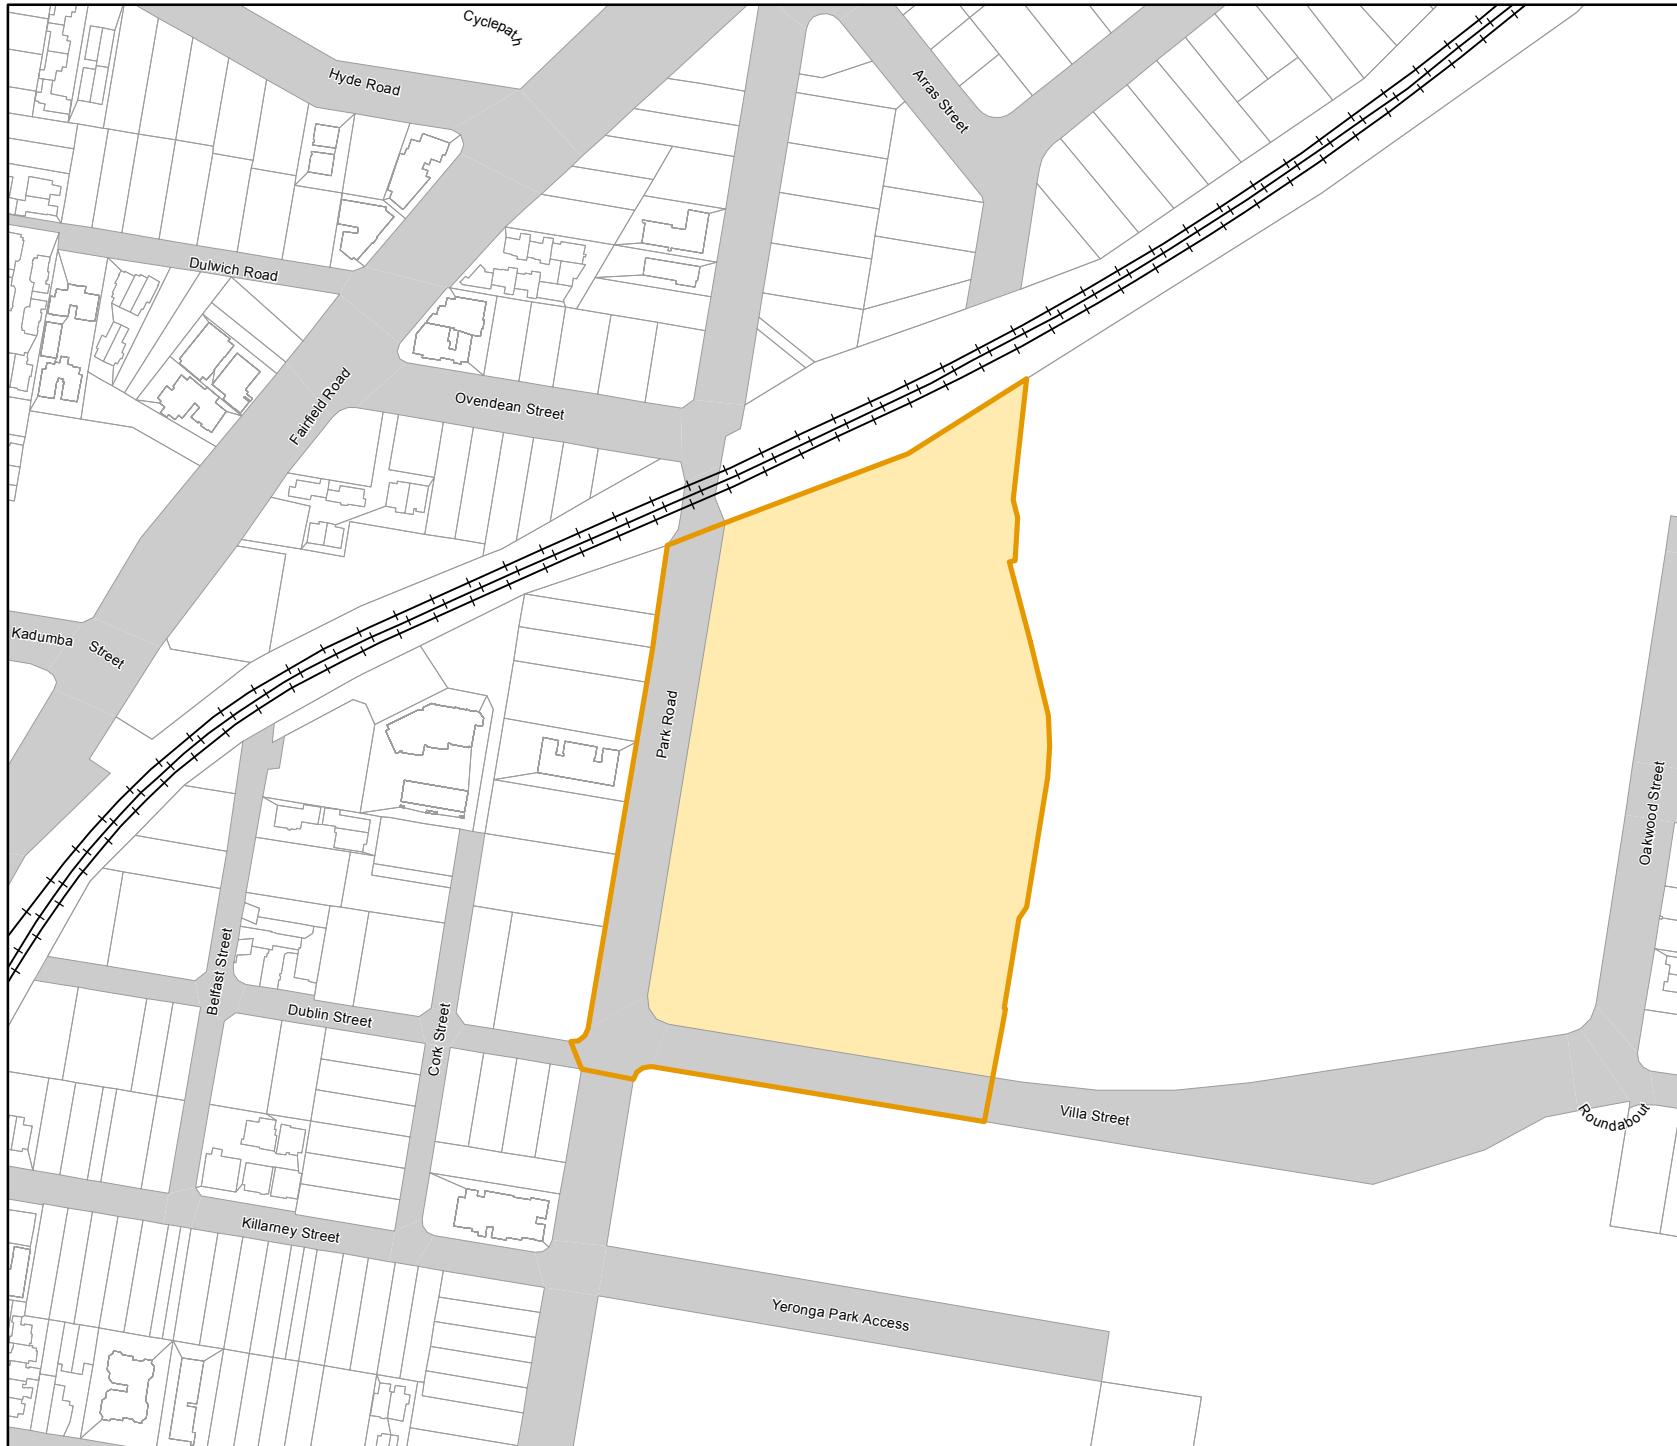 Cyclepath
Hyde Road
Arras Street
Dulwich Road
Fairfield Road
Ovendean Street
Kadumba Street
Park Road
Oakwood Street
Belfast Street
Dublin Street
Cork Street
Villa Street
Roundabout
Killarney Street
Yeronga Park Access